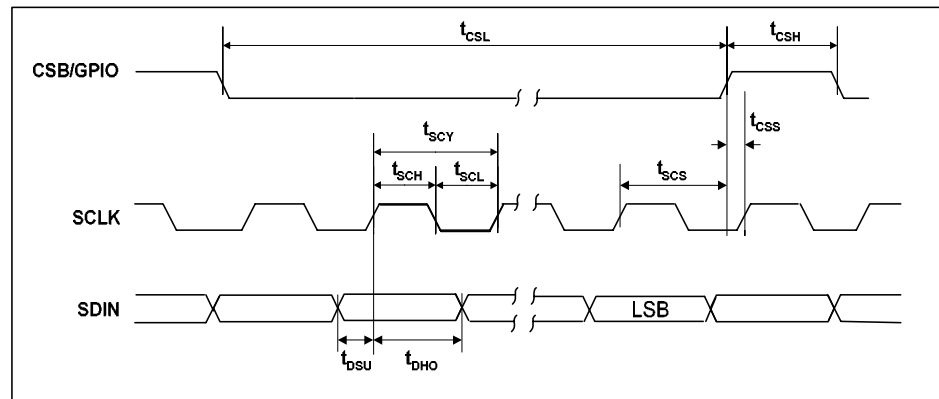 tCSL
tCSH
CSB/GPIO
tCSS
tSCY
tSCH
tSCL
tSCS
SCLK
SDIN
LSB
tDSU
tDHO